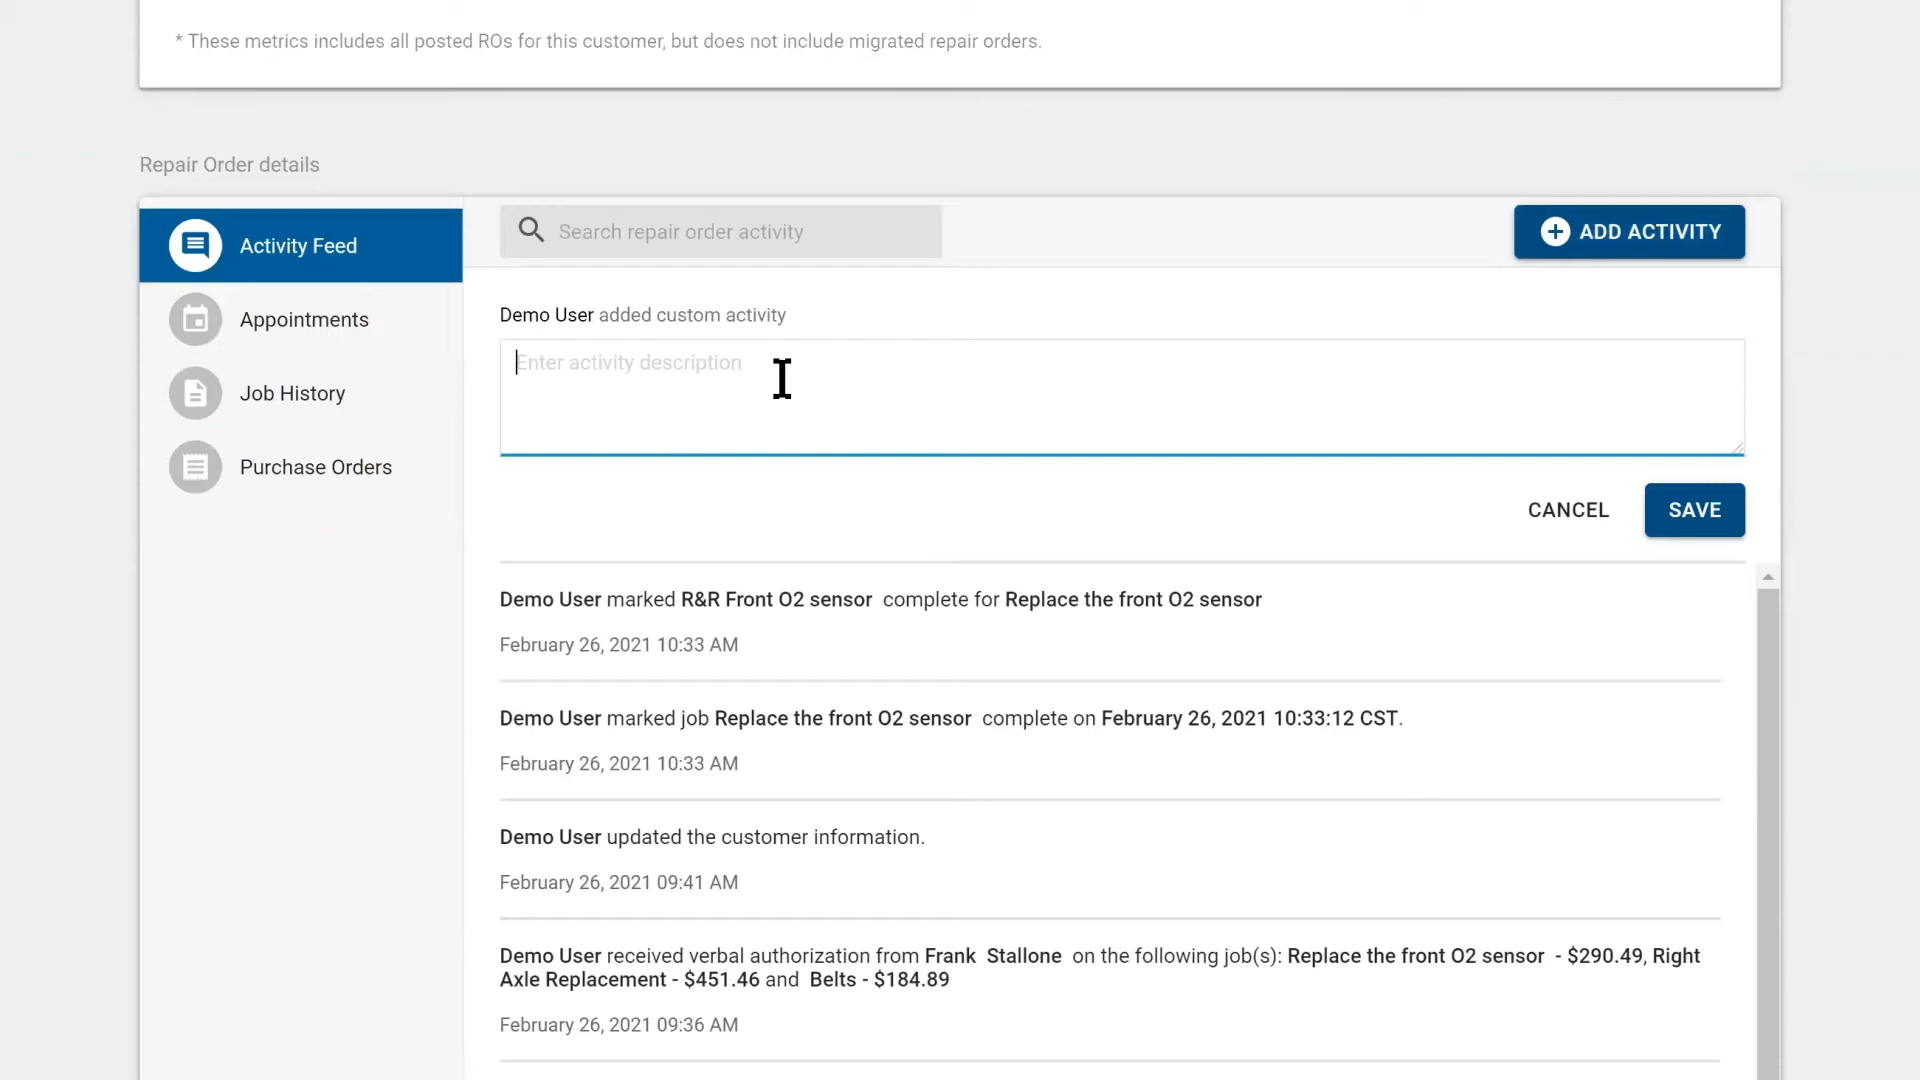 * These metrics includes all posted ROs for this customer, but does not include migrated repair orders.
Repair Order details
Activity Feed
Appointments
Job History
Purchase Orders
Search repair order activity
ADD ACTIVITY
Demo User added custom activity
Enter activity description
CANCEL
SAVE
Demo User marked R&R Front O2 sensor complete for Replace the front O2 sensor
February 26, 2021 10:33 AM
Demo User marked job Replace the front O2 sensor complete on February 26, 2021 10:33:12 CST.
February 26, 2021 10:33 AM
Demo User updated the customer information.
February 26, 2021 09:41 AM
Demo User received verbal authorization from Frank Stallone on the following job(s): Replace the front O2 sensor - $290.49, Right
Axle Replacement - $451.46 and Belts - $184.89
February 26, 2021 09:36 AM